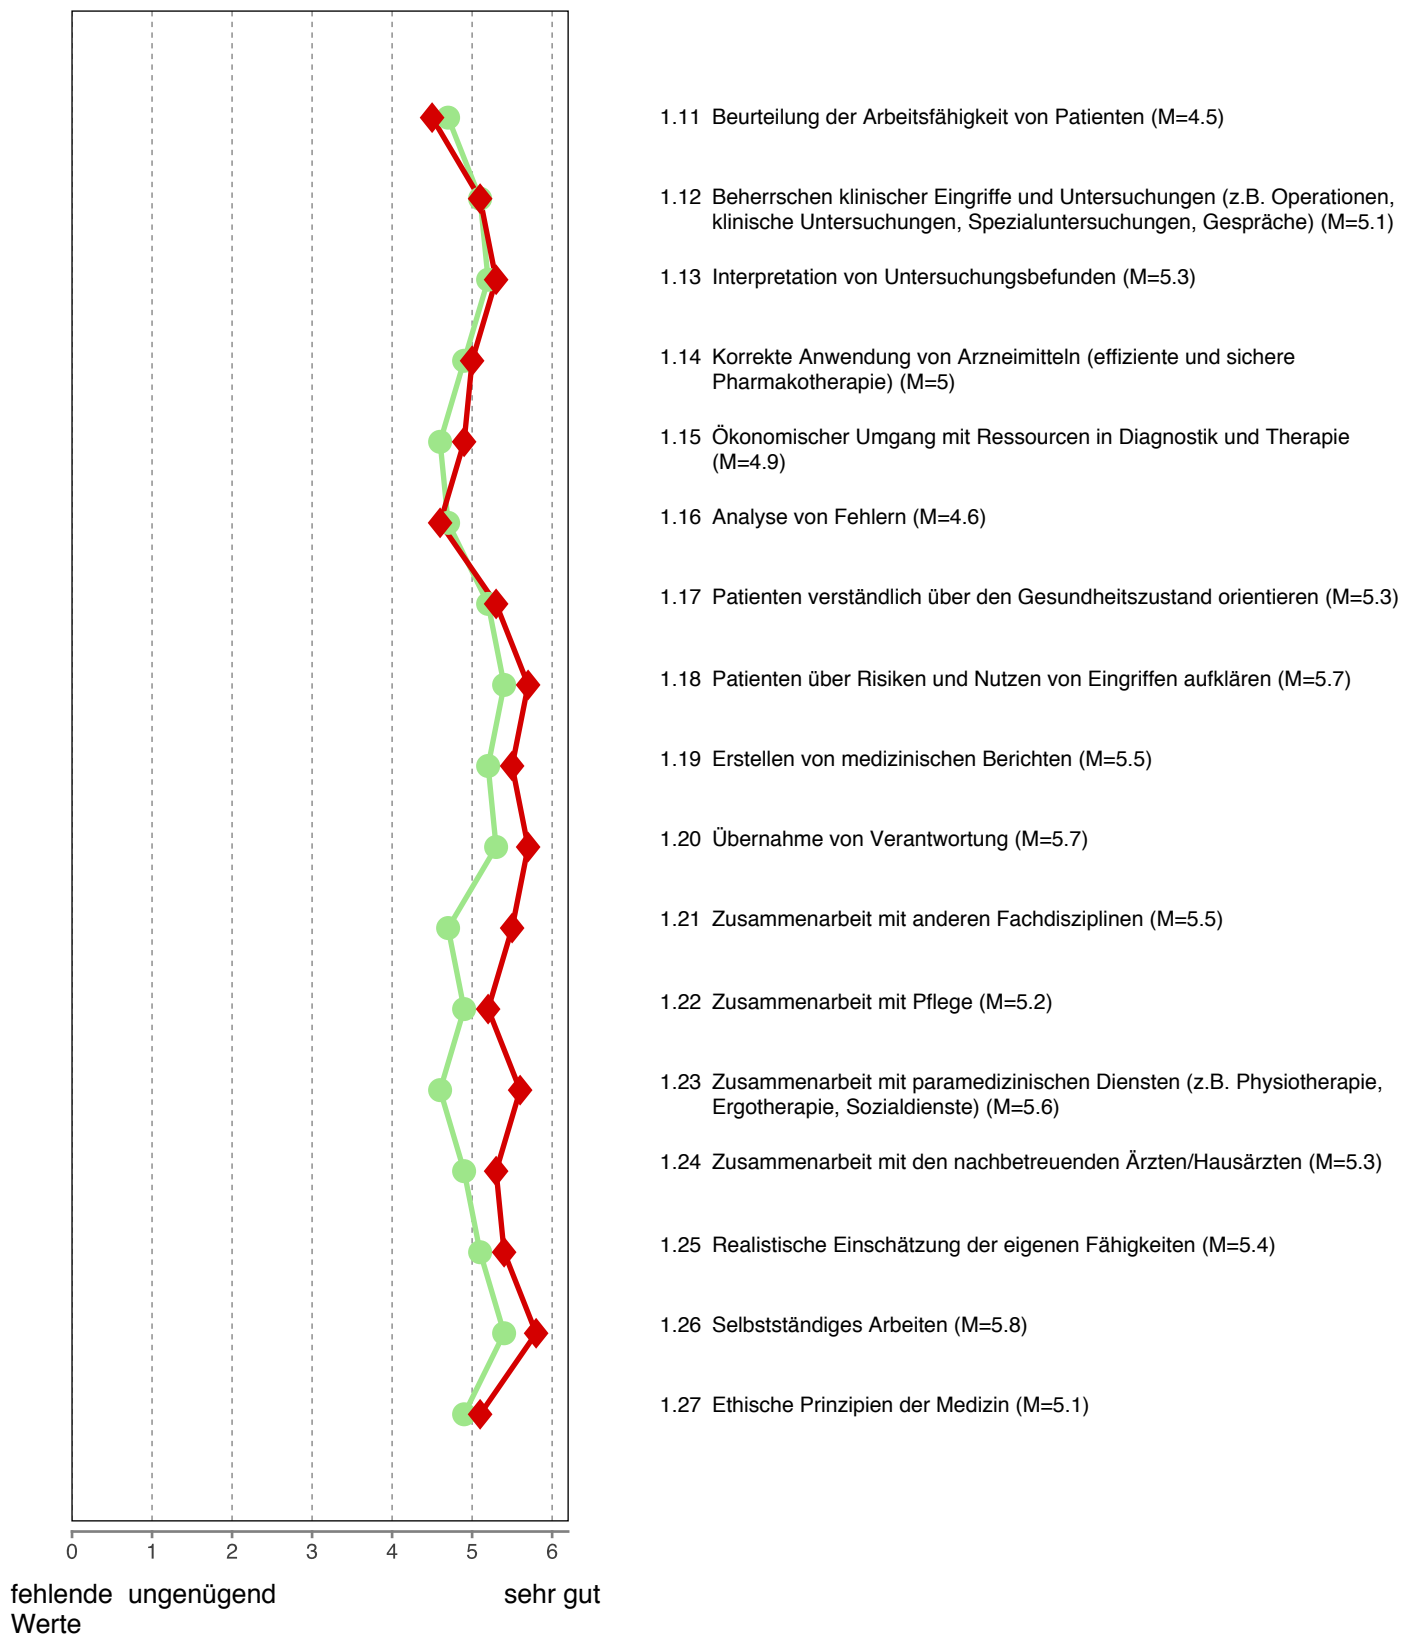 1.11 Beurteilung der Arbeitsfähigkeit von Patienten (M=4.5)
1.12 Beherrschen klinischer Eingriffe und Untersuchungen (z.B. Operationen,
klinische Untersuchungen, Spezialuntersuchungen, Gespräche) (M=5.1)
1.13 Interpretation von Untersuchungsbefunden (M=5.3)
1.14 Korrekte Anwendung von Arzneimitteln (effiziente und sichere
Pharmakotherapie) (M=5)
1.15 Ökonomischer Umgang mit Ressourcen in Diagnostik und Therapie
(M=4.9)
1.16 Analyse von Fehlern (M=4.6)
1.17 Patienten verständlich über den Gesundheitszustand orientieren (M=5.3)
1.18 Patienten über Risiken und Nutzen von Eingriffen aufklären (M=5.7)
1.19 Erstellen von medizinischen Berichten (M=5.5)
1.20 Übernahme von Verantwortung (M=5.7)
1.21 Zusammenarbeit mit anderen Fachdisziplinen (M=5.5)
1.22 Zusammenarbeit mit Pflege (M=5.2)
1.23 Zusammenarbeit mit paramedizinischen Diensten (z.B. Physiotherapie,
Ergotherapie, Sozialdienste) (M=5.6)
1.24 Zusammenarbeit mit den nachbetreuenden Ärzten/Hausärzten (M=5.3)
1.25 Realistische Einschätzung der eigenen Fähigkeiten (M=5.4)
1.26 Selbstständiges Arbeiten (M=5.8)
1.27 Ethische Prinzipien der Medizin (M=5.1)
0 1 2 3 4 5 6
fehlende ungenügend sehr gut
Werte